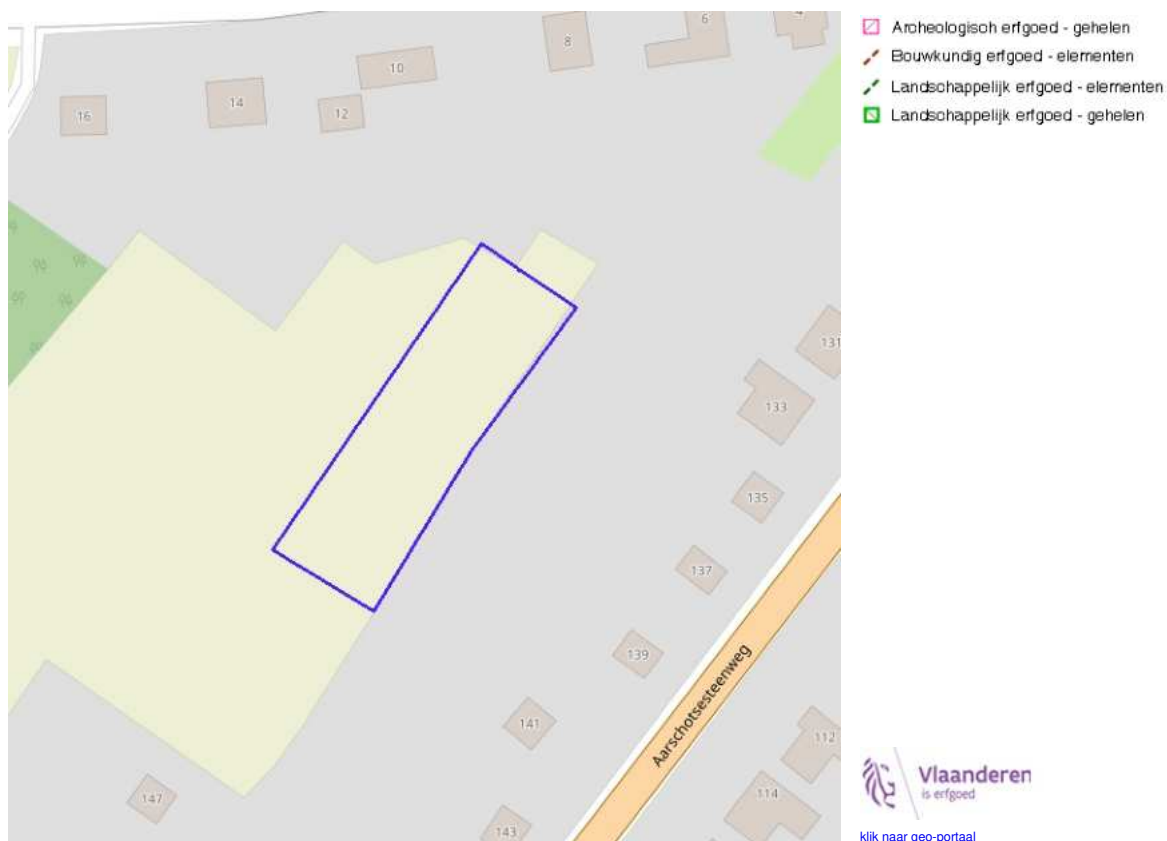 Archeologisch erfgoed - gehelen
Bouwkundig erfgoed - elementen
Landschappelijk erfgoed - elementen
Landschappelijk erfgoed - gehelen
4
6
8
10
14
12
16
131
133
135
137
139
Aarschotsesteenweg
141
112
114
147
143
Vlaanderen
is erfgoed
klik naar geo-portaal